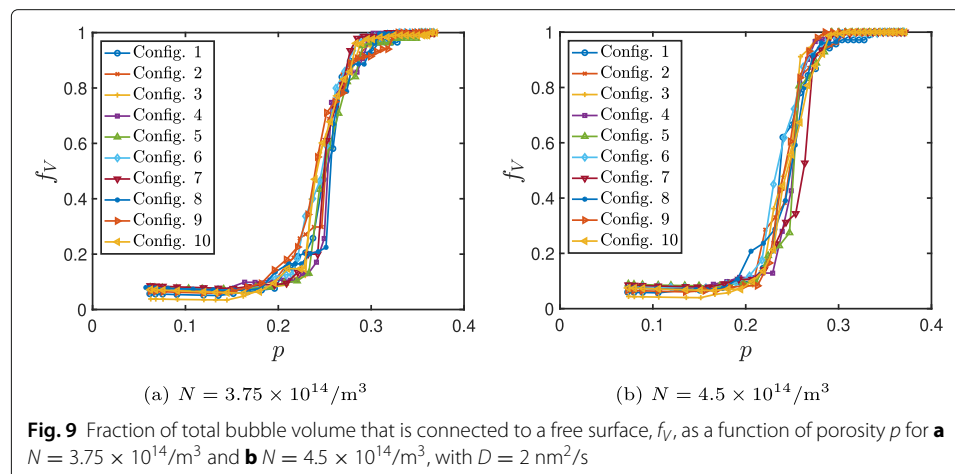 1
0.8
0.6
0.4
0.2
0
f_V
Config. 1
Config. 2
Config. 3
Config. 4
Config. 5
Config. 6
Config. 7
Config. 8
Config. 9
Config. 10
0 0.1 0.2 0.3 0.4
p
(a) N = 3.75 × 10^14/m^3
1
0.8
0.6
0.4
0.2
0
f_V
Config. 1
Config. 2
Config. 3
Config. 4
Config. 5
Config. 6
Config. 7
Config. 8
Config. 9
Config. 10
0 0.1 0.2 0.3 0.4
p
(b) N = 4.5 × 10^14/m^3
Fig. 9 Fraction of total bubble volume that is connected to a free surface, f_V, as a function of porosity p for a
N = 3.75 × 10^14/m^3 and b N = 4.5 × 10^14/m^3, with D = 2 nm^2/s